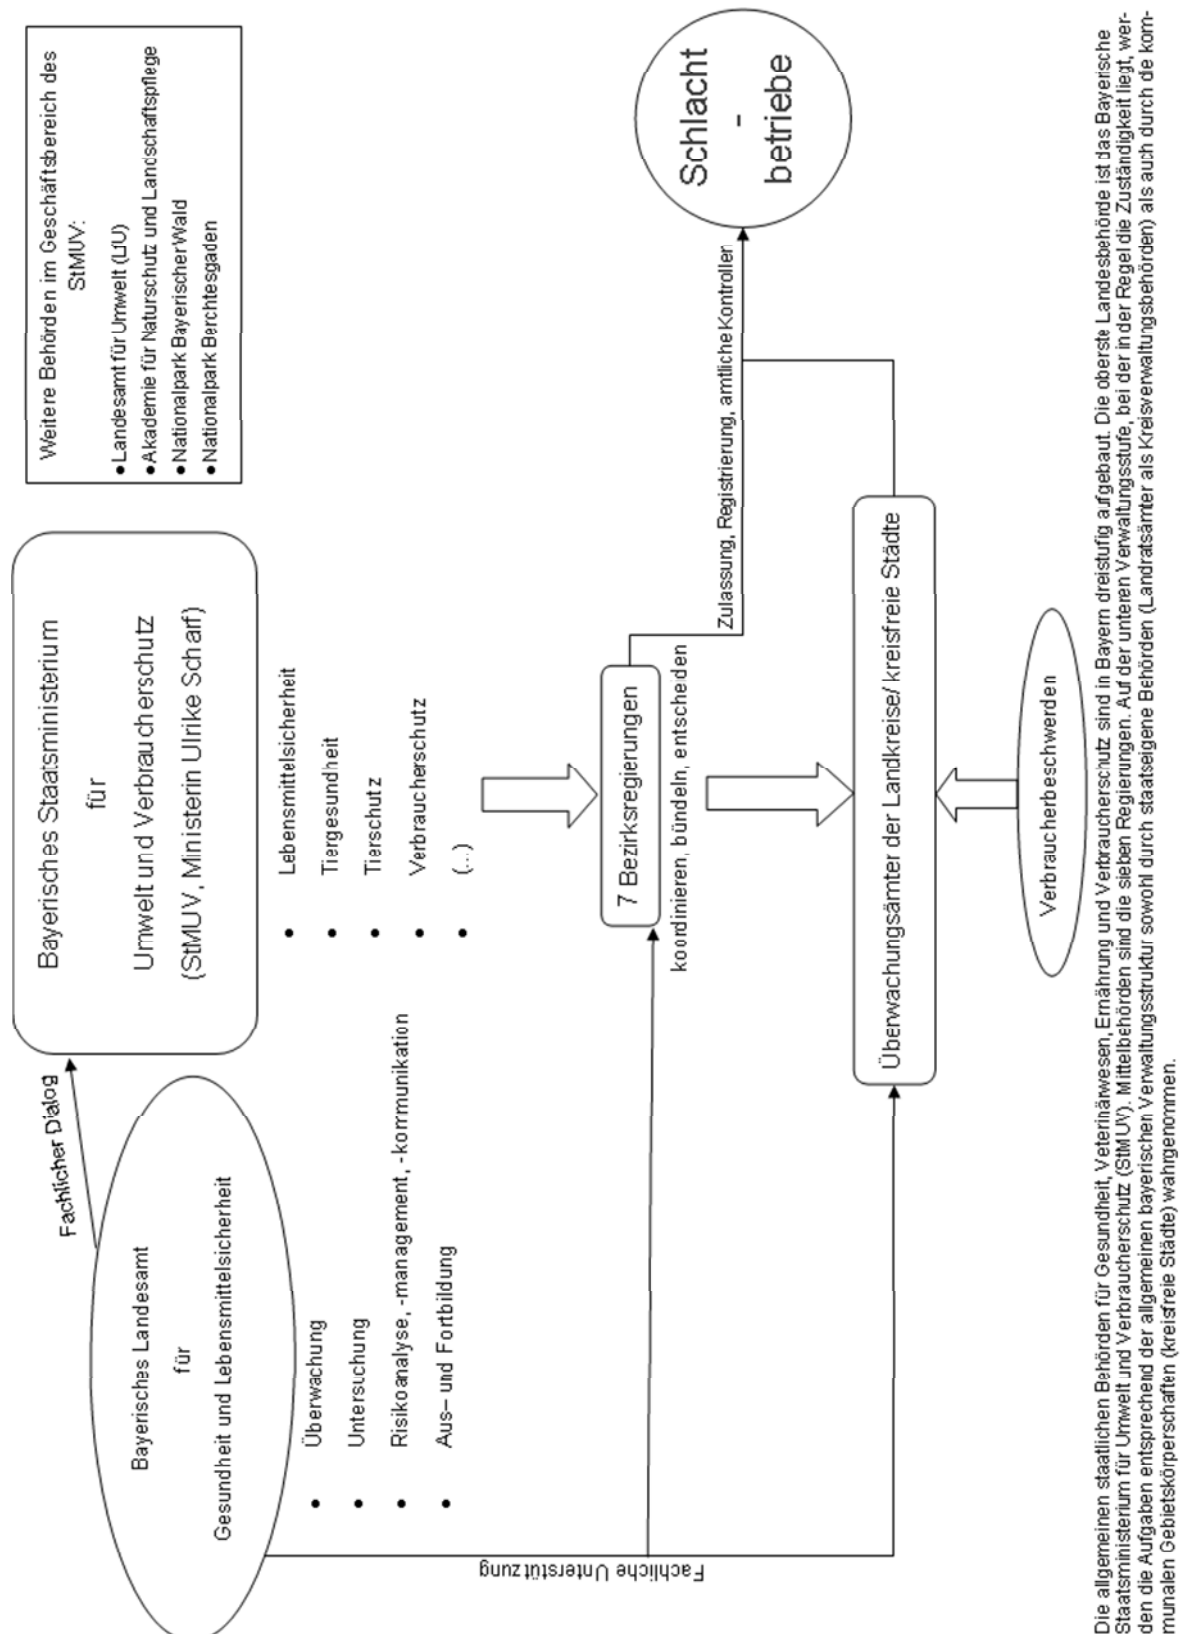 Bayerisches Landesamt
für
Gesundheit und Lebensmittelsicherheit
Fachlicher Dialog
Bayerisches Staatsministerium
für
Umwelt und Verbraucherschutz
(StMUV, Ministerin Ulrike Scharf)
Weitere Behörden im Geschäftsbereich des
StMUV:
• Landesamt für Umwelt (LfU)
• Akademie für Naturschutz und Landschaftspflege
• Nationalpark Bayerischer Wald
• Nationalpark Berchtesgaden
• Überwachung
• Untersuchung
• Risikoanalyse, -management, -kommunikation
• Aus– und Fortbildung
• Lebensmittelsicherheit
• Tiergesundheit
• Tierschutz
• Verbraucherschutz
• (...)
Fachliche Unterstützung
7 Bezirksregierungen
koordinieren, bündeln, entscheiden
Zulassung, Registrierung, amtliche Kontrollen
Schlacht
-
betriebe
Überwachungsämter der Landkreise/ kreisfreie Städte
Verbraucherbeschwerden
Die allgemeinen staatlichen Behörden für Gesundheit, Veterinärwesen, Ernährung und Verbraucherschutz sind in Bayern dreistufig aufgebaut. Die oberste Landesbehörde ist das Bayerische
Staatsministerium für Umwelt und Verbraucherschutz (StMUV). Mittelbehörden sind die sieben Regierungen. Auf der unteren Verwaltungsstufe, bei der in der Regel die Zuständigkeit liegt, wer-
den die Aufgaben entsprechend der allgemeinen bayerischen Verwaltungsstruktur sowohl durch staatseigene Behörden (Landratsämter als Kreisverwaltungsbehörden) als auch durch die kom-
munalen Gebietskörperschaften (kreisfreie Städte) wahrgenommen.